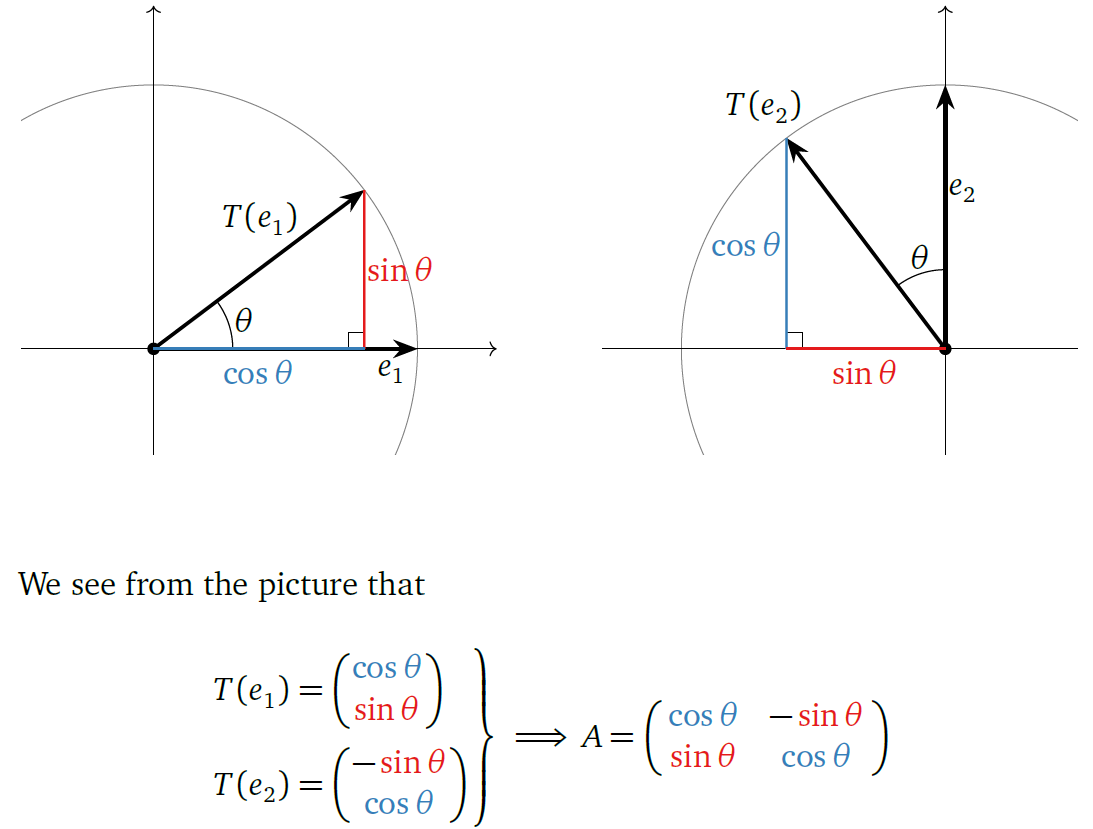 T(e₁)
θ
sin θ
cos θ
e₁
T(e₂)
e₂
θ
cos θ
sin θ
We see from the picture that
T(e₁) = (cos θ
sin θ)
T(e₂) = (− sin θ
cos θ)
} ⟹ A = (cos θ − sin θ
sin θ cos θ)